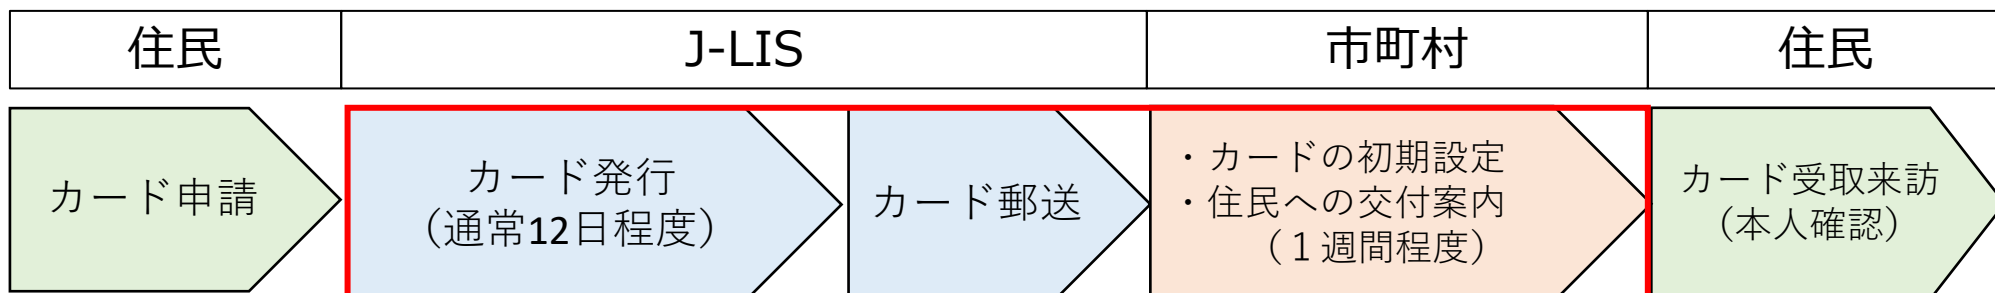 住民
J-LIS
市町村
住民
カード申請
カード発行
（通常12日程度）
カード郵送
・カードの初期設定
・住民への交付案内
（１週間程度）
カード受取来訪
（本人確認）